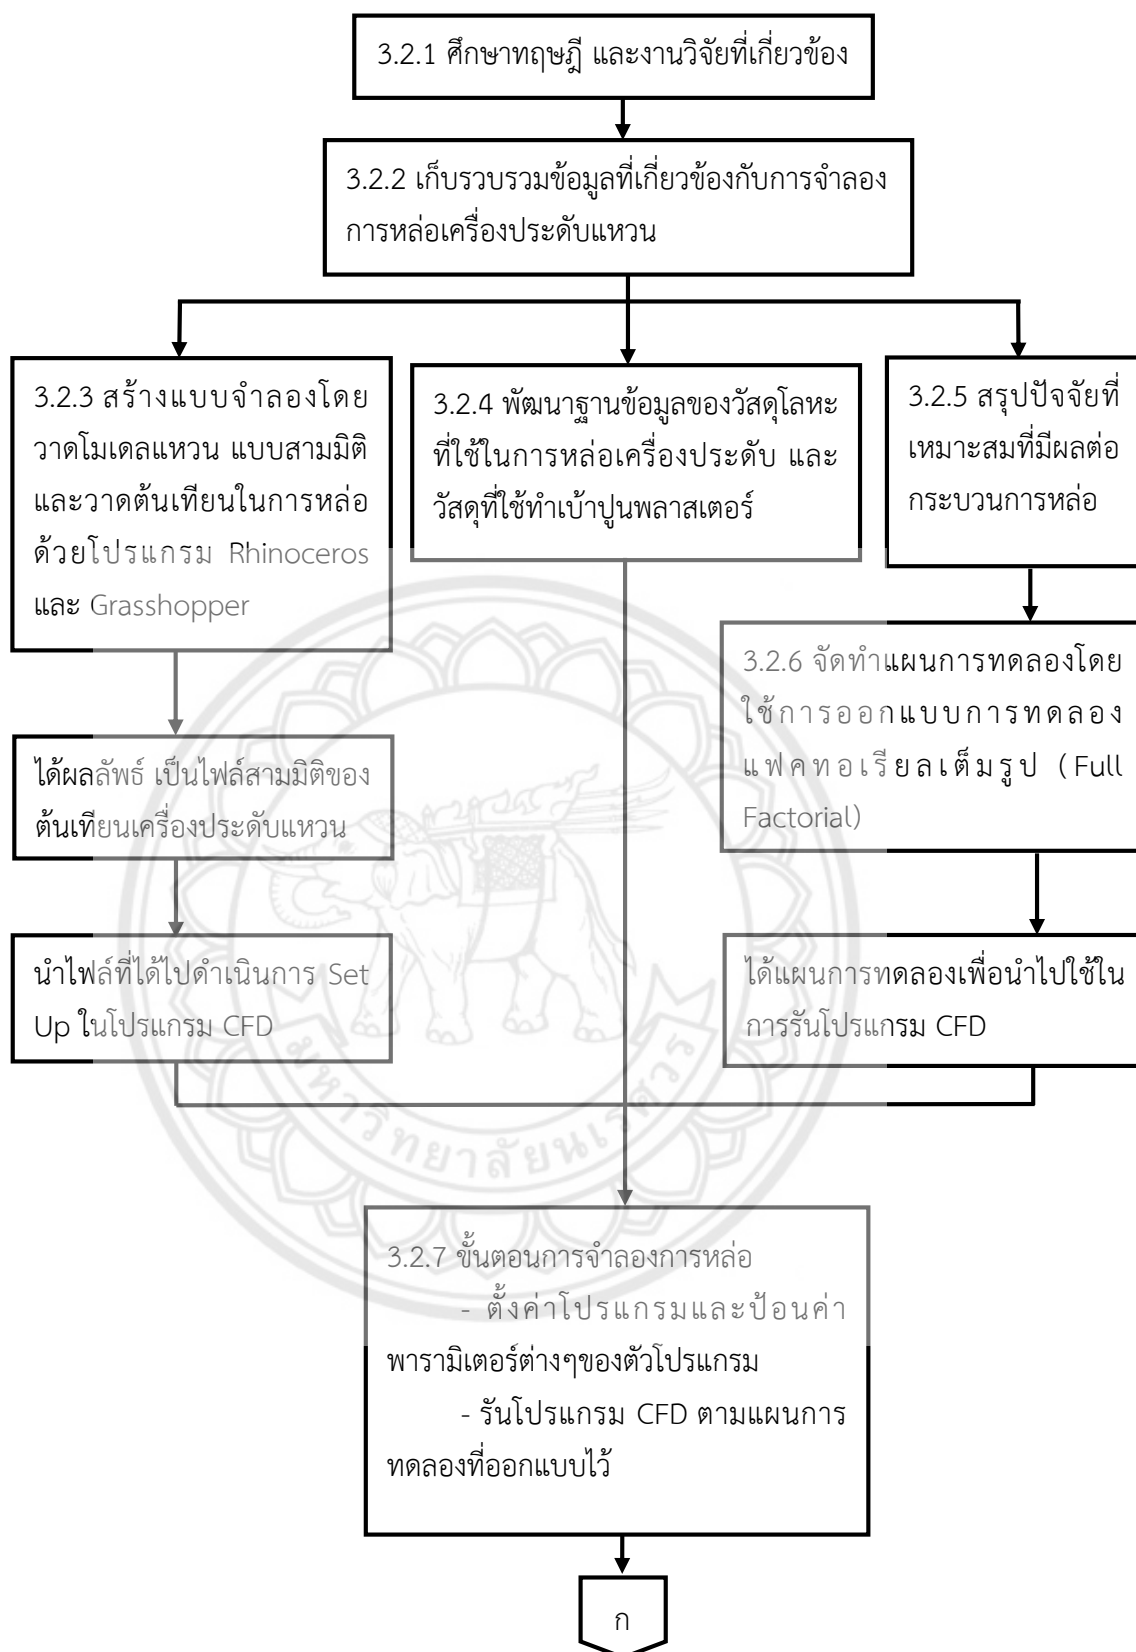 3.2.1 ศึกษาทฤษฎี และงานวิจัยที่เกี่ยวข้อง
3.2.2 เก็บรวบรวมข้อมูลที่เกี่ยวข้องกับการจำลอง
การหล่อเครื่องประดับแหวน
3.2.3 สร้างแบบจำลองโดย
วาดโมเดลแหวน แบบสามมิติ
และวาดต้นเทียนในการหล่อ
ด้วยโปรแกรม Rhinoceros
และ Grasshopper
3.2.4 พัฒนาฐานข้อมูลของวัสดุโลหะ
ที่ใช้ในการหล่อเครื่องประดับ และ
วัสดุที่ใช้ทำเบ้าปูนพลาสเตอร์
3.2.5 สรุปปัจจัยที่
เหมาะสมที่มีผลต่อ
กระบวนการหล่อ
3.2.6 จัดทำแผนการทดลองโดย
ใช้การออกแบบการทดลอง
แฟคทอเรียลเต็มรูป (Full
Factorial)
ได้ผลลัพธ์ เป็นไฟล์สามมิติของ
ต้นเทียนเครื่องประดับแหวน
นำไฟล์ที่ได้ไปดำเนินการ Set
Up ในโปรแกรม CFD
ได้แผนการทดลองเพื่อนำไปใช้ใน
การรันโปรแกรม CFD
มหาวิทยาลัยนเรศวร
3.2.7 ขั้นตอนการจำลองการหล่อ
- ตั้งค่าโปรแกรมและป้อนค่า
พารามิเตอร์ต่างๆของตัวโปรแกรม
- รันโปรแกรม CFD ตามแผนการ
ทดลองที่ออกแบบไว้
ก